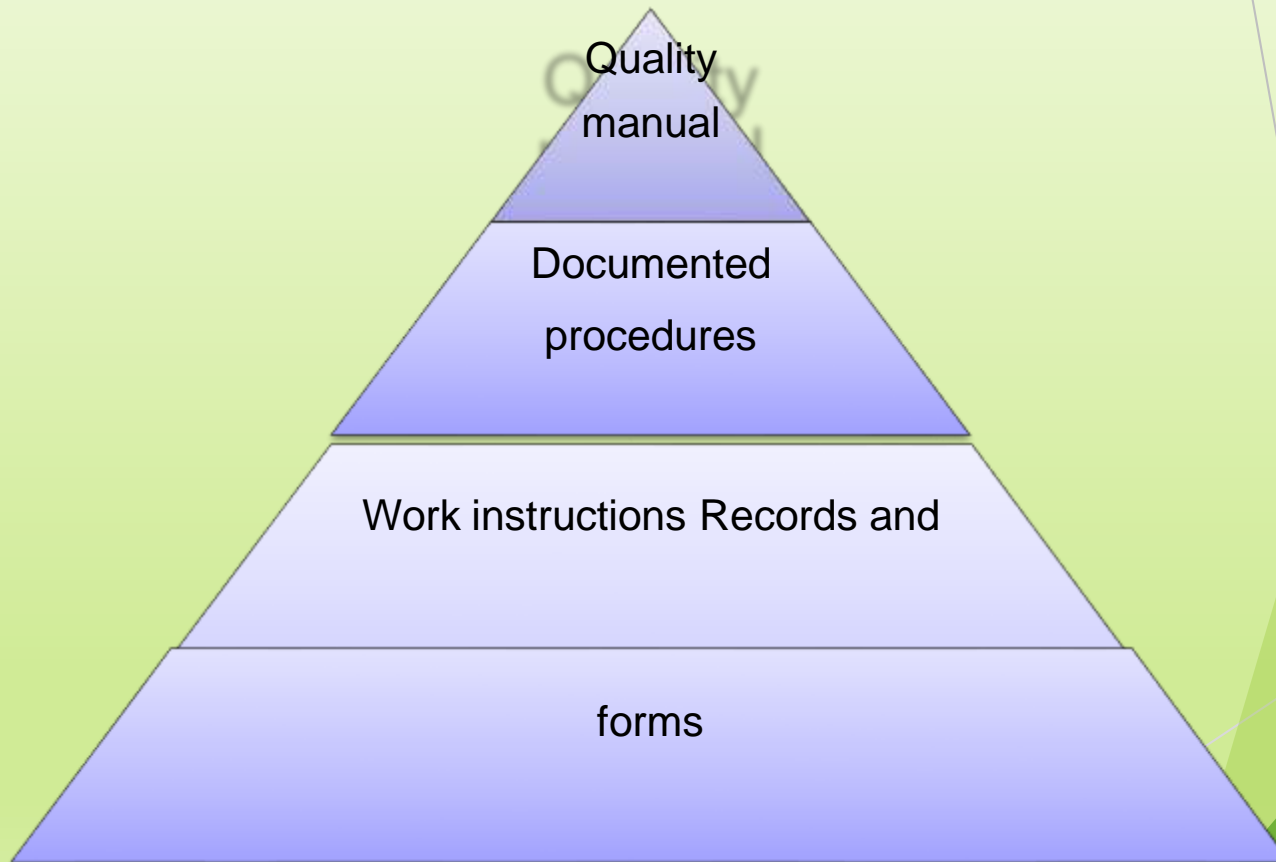 Quality
manual
Documented
procedures
Work instructions Records and
forms